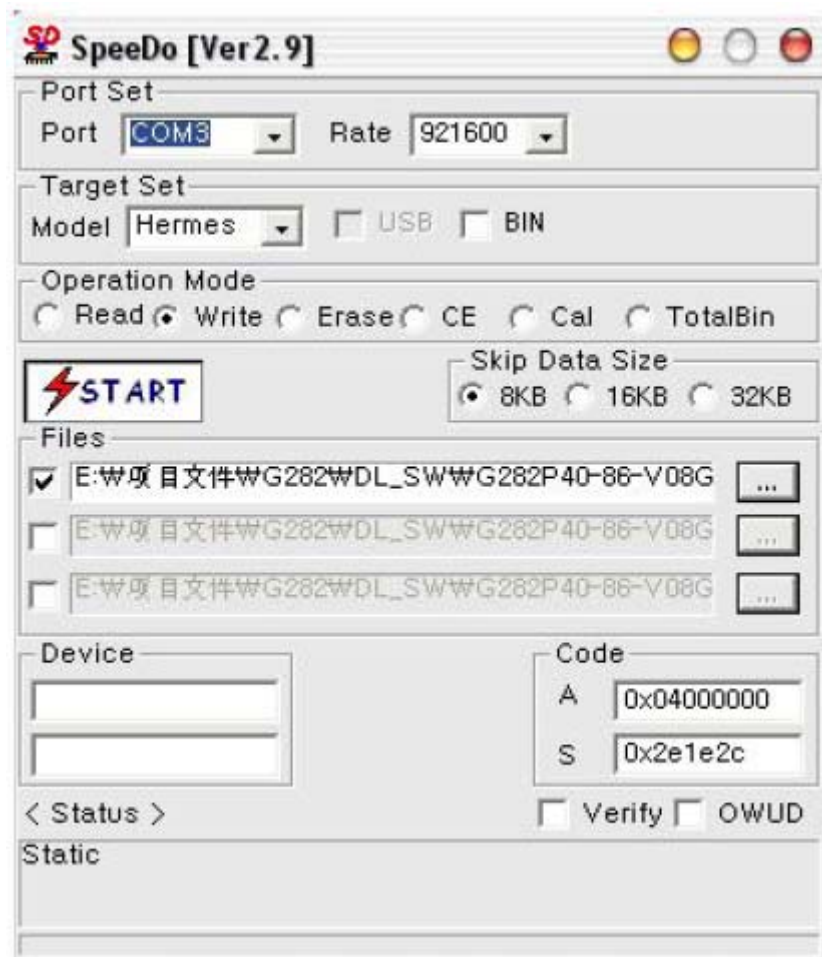 SpeeDo [Ver2.9]
Port Set
Port COM3 Rate 921600
Target Set
Model Hermes USB BIN
Operation Mode
Read Write Erase CE Cal TotalBin
START
Skip Data Size
8KB 16KB 32KB
Files
E:₩项目文件₩G282₩DL_SW₩G282P40-86-V08G ...
E:₩项目文件₩G282₩DL_SW₩G282P40-86-V08G ...
E:₩项目文件₩G282₩DL_SW₩G282P40-86-V08G ...
Device
Code
A 0x04000000
S 0x2e1e2c
< Status > Verify OWUD
Static